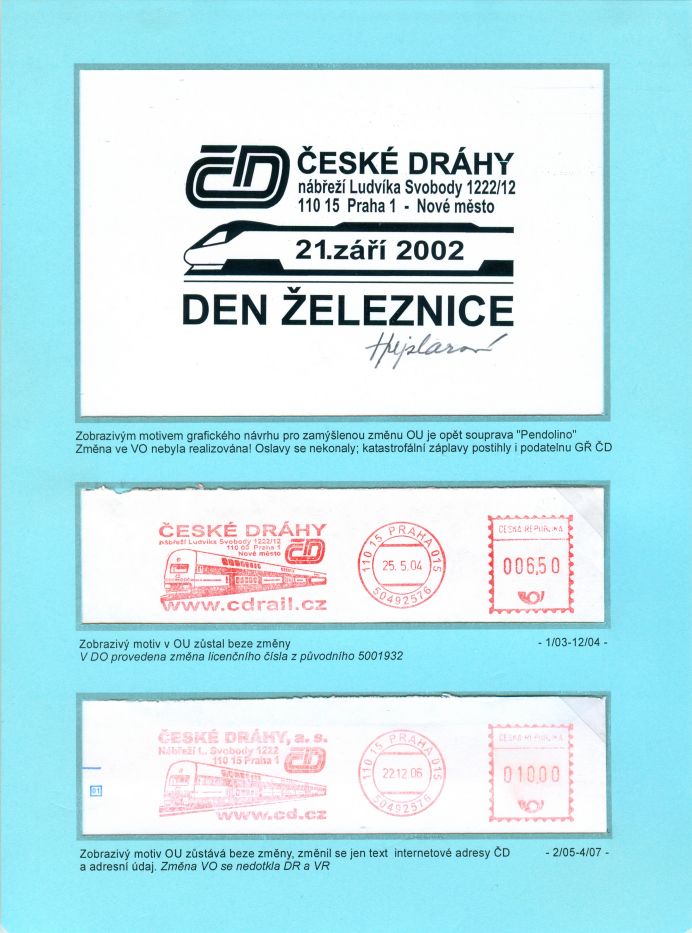 ČD ČESKÉ DRÁHY
nábřeží Ludvíka Svobody 1222/12
110 15 Praha 1 - Nové město
21.září 2002
DEN ŽELEZNICE
Zobrazivým motivem grafického návrhu pro zamýšlenou změnu OU je opět souprava "Pendolino"
Změna ve VO nebyla realizována! Oslavy se nekonaly; katastrofální záplavy postihly i podatelnu GŘ ČD
ČESKÉ DRÁHY
nábřeží Ludvíka Svobody 1222/12
110 00 Praha 1
Nové město
ČD
www.cdrail.cz
110 15 PRAHA 015
25.5.04
50492576
ČESKÁ REPUBLIKA
00650
Zobrazivý motiv v OU zůstal beze změny - 1/03-12/04 -
V DO provedena změna licenčního čísla z původního 5001932
ČESKÉ DRÁHY, a. s.
Nábřeží L. Svobody 1222
110 15 Praha 1
ČD
www.cd.cz
01
110 15 PRAHA 015
22.12.06
50492576
ČESKÁ REPUBLIKA
01000
Zobrazivý motiv OU zůstává beze změny, změnil se jen text internetové adresy ČD - 2/05-4/07 -
a adresní údaj. Změna VO se nedotkla DR a VR